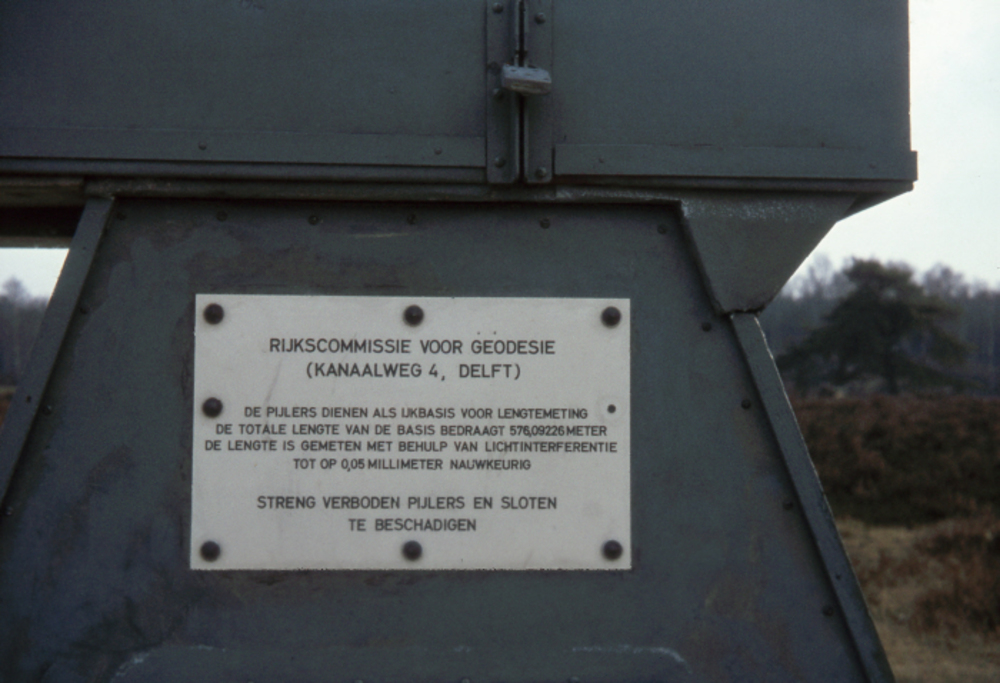 RIJKSCOMMISSIE VOOR GEODESIE
(KANAALWEG 4, DELFT)
DE PIJLERS DIENEN ALS IJKBASIS VOOR LENGTEMETING
DE TOTALE LENGTE VAN DE BASIS BEDRAAGT 576,09226 METER
DE LENGTE IS GEMETEN MET BEHULP VAN LICHTINTERFERENTIE
TOT OP 0,05 MILLIMETER NAUWKEURIG
STRENG VERBODEN PIJLERS EN SLOTEN
TE BESCHADIGEN